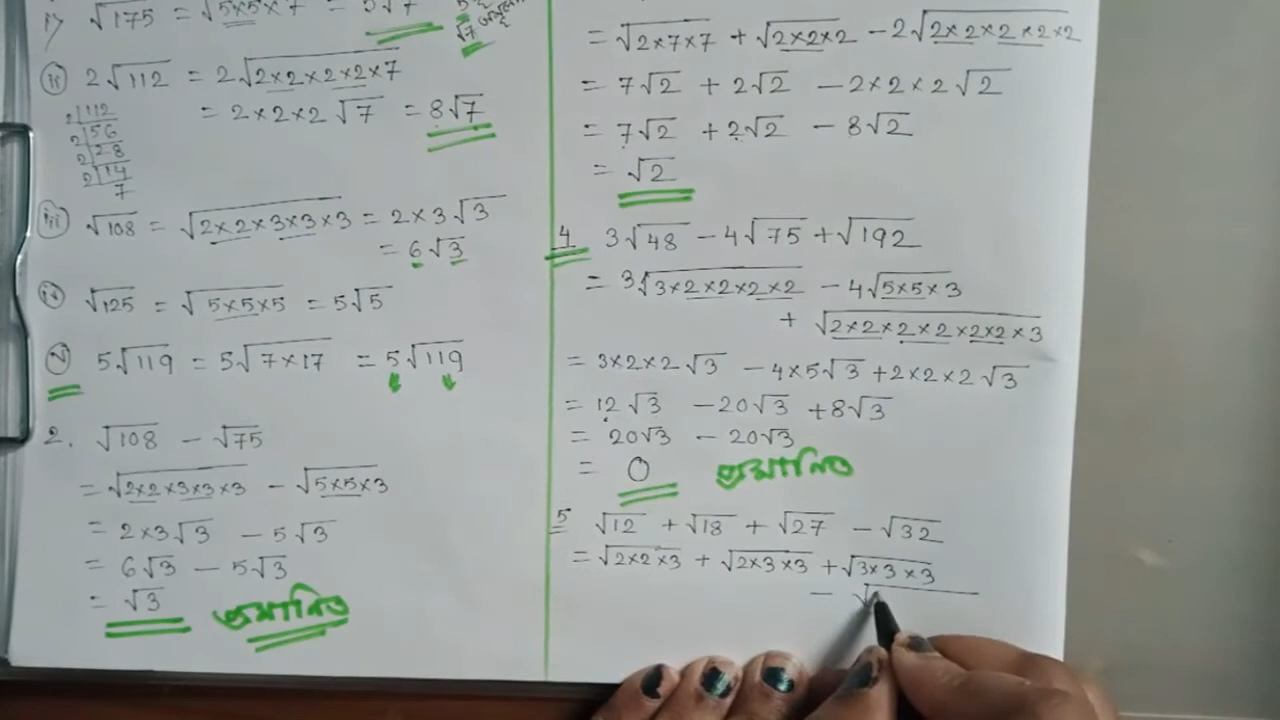 i) √175 = √5×5×7 = 5√7
√7
ii) 2√112 = 2√2×2×2×2×7
= 2×2×2√7 = 8√7
2|112
2|56
2|28
2|14
7
iii) √108 = √2×2×3×3×3 = 2×3√3
= 6√3
iv) √125 = √5×5×5 = 5√5
v) 5√119 = 5√7×17 = 5√119
2. √108 - √75
= √2×2×3×3×3 - √5×5×3
= 2×3√3 - 5√3
= 6√3 - 5√3
= √3 প্রমানিত
= √2×7×7 + √2×2×2 - 2√2×2×2×2×2
= 7√2 + 2√2 - 2×2×2√2
= 7√2 + 2√2 - 8√2
= √2
4 3√48 - 4√75 + √192
= 3√3×2×2×2×2 - 4√5×5×3
+ √2×2×2×2×2×2×3
= 3×2×2√3 - 4×5√3 + 2×2×2√3
= 12√3 - 20√3 + 8√3
= 20√3 - 20√3
= 0 প্রমানিত
5 √12 + √18 + √27 - √32
= √2×2×3 + √2×3×3 + √3×3×3
- √